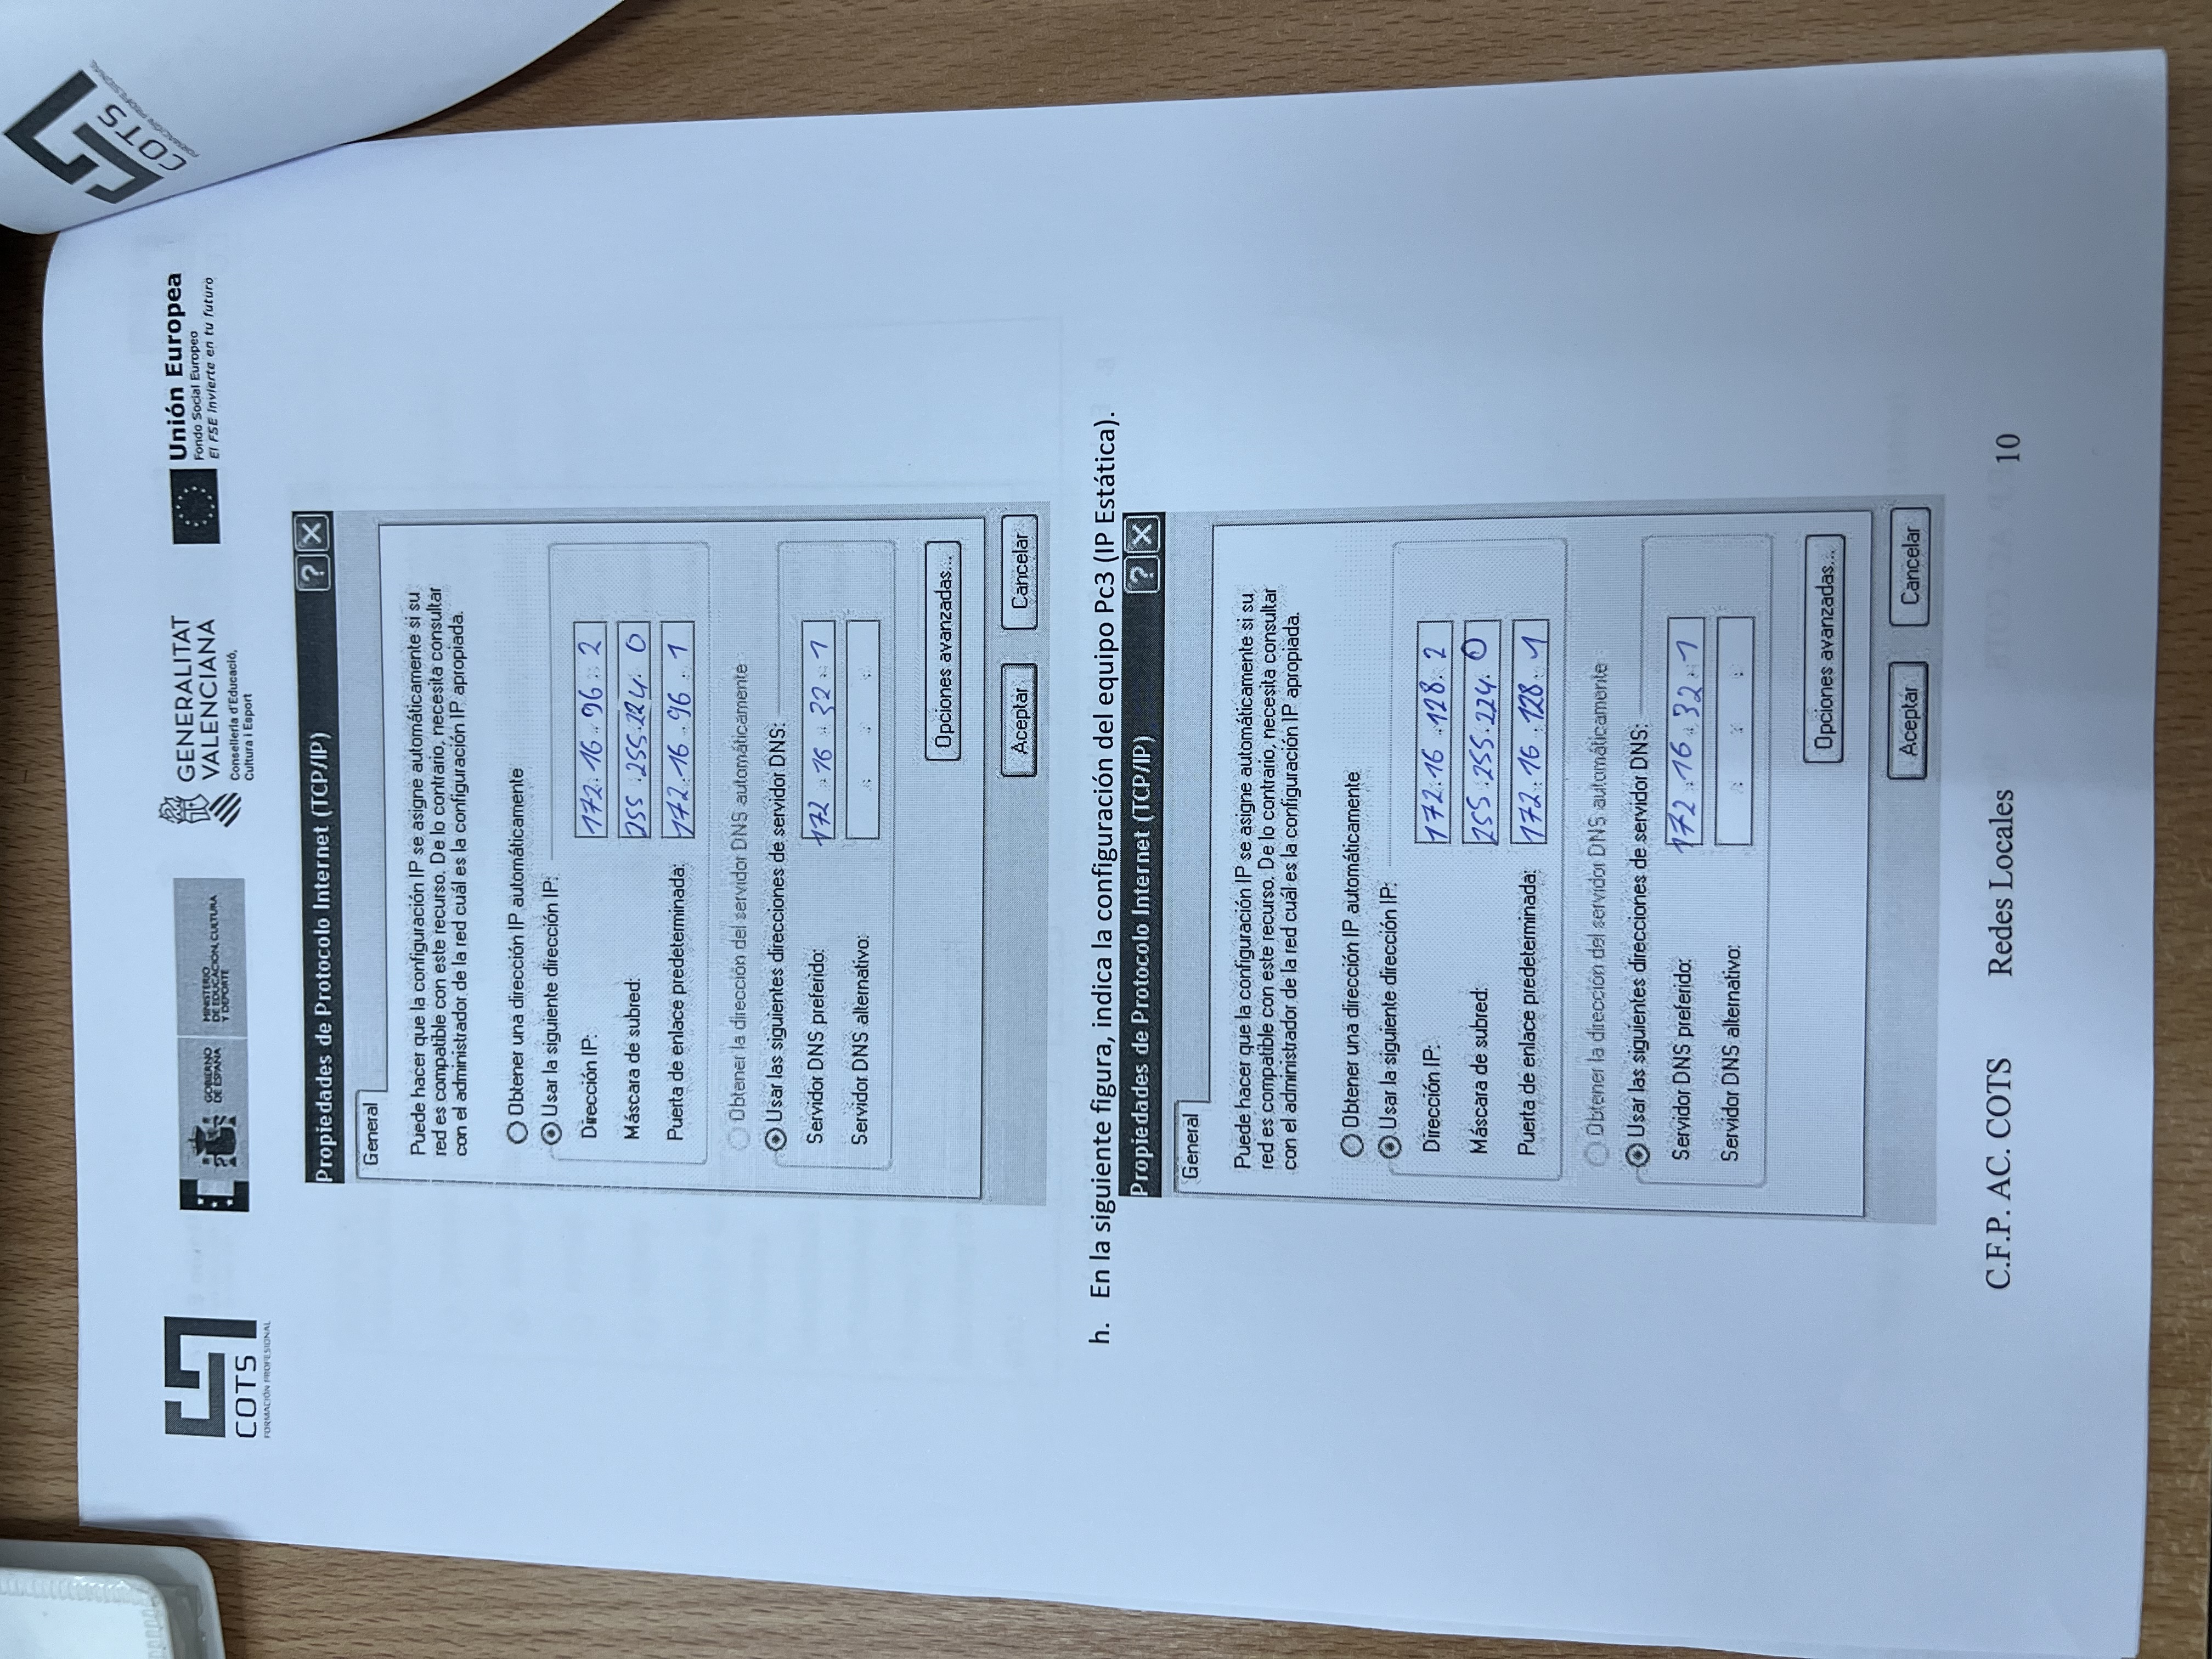 COTS
FORMACIÓN PROFESIONAL
GOBIERNO
DE ESPAÑA
MINISTERIO
DE EDUCACIÓN, CULTURA
Y DEPORTE
GENERALITAT
VALENCIANA
Conselleria d'Educació,
Cultura i Esport
Unión Europea
Fondo Social Europeo
El FSE invierte en tu futuro
COTS
FORMACIÓN PROFESIONAL
Propiedades de Protocolo Internet (TCP/IP)
General
Puede hacer que la configuración IP se asigne automáticamente si su
red es compatible con este recurso. De lo contrario, necesita consultar
con el administrador de la red cuál es la configuración IP apropiada.
Obtener una dirección IP automáticamente
Usar la siguiente dirección IP:
Dirección IP: 172.16.96.2
Máscara de subred: 255.255.224.0
Puerta de enlace predeterminada: 172.16.96.1
Obtener la dirección del servidor DNS automáticamente
Usar las siguientes direcciones de servidor DNS:
Servidor DNS preferido: 172.16.32.1
Servidor DNS alternativo:
Opciones avanzadas...
Aceptar Cancelar
h. En la siguiente figura, indica la configuración del equipo Pc3 (IP Estática).
Propiedades de Protocolo Internet (TCP/IP)
General
Puede hacer que la configuración IP se asigne automáticamente si su
red es compatible con este recurso. De lo contrario, necesita consultar
con el administrador de la red cuál es la configuración IP apropiada.
Obtener una dirección IP automáticamente
Usar la siguiente dirección IP:
Dirección IP: 172.16.128.2
Máscara de subred: 255.255.224.0
Puerta de enlace predeterminada: 172.16.128.1
Obtener la dirección del servidor DNS automáticamente
Usar las siguientes direcciones de servidor DNS:
Servidor DNS preferido: 172.16.32.1
Servidor DNS alternativo:
Opciones avanzadas...
Aceptar Cancelar
C.F.P. AC. COTS Redes Locales 10